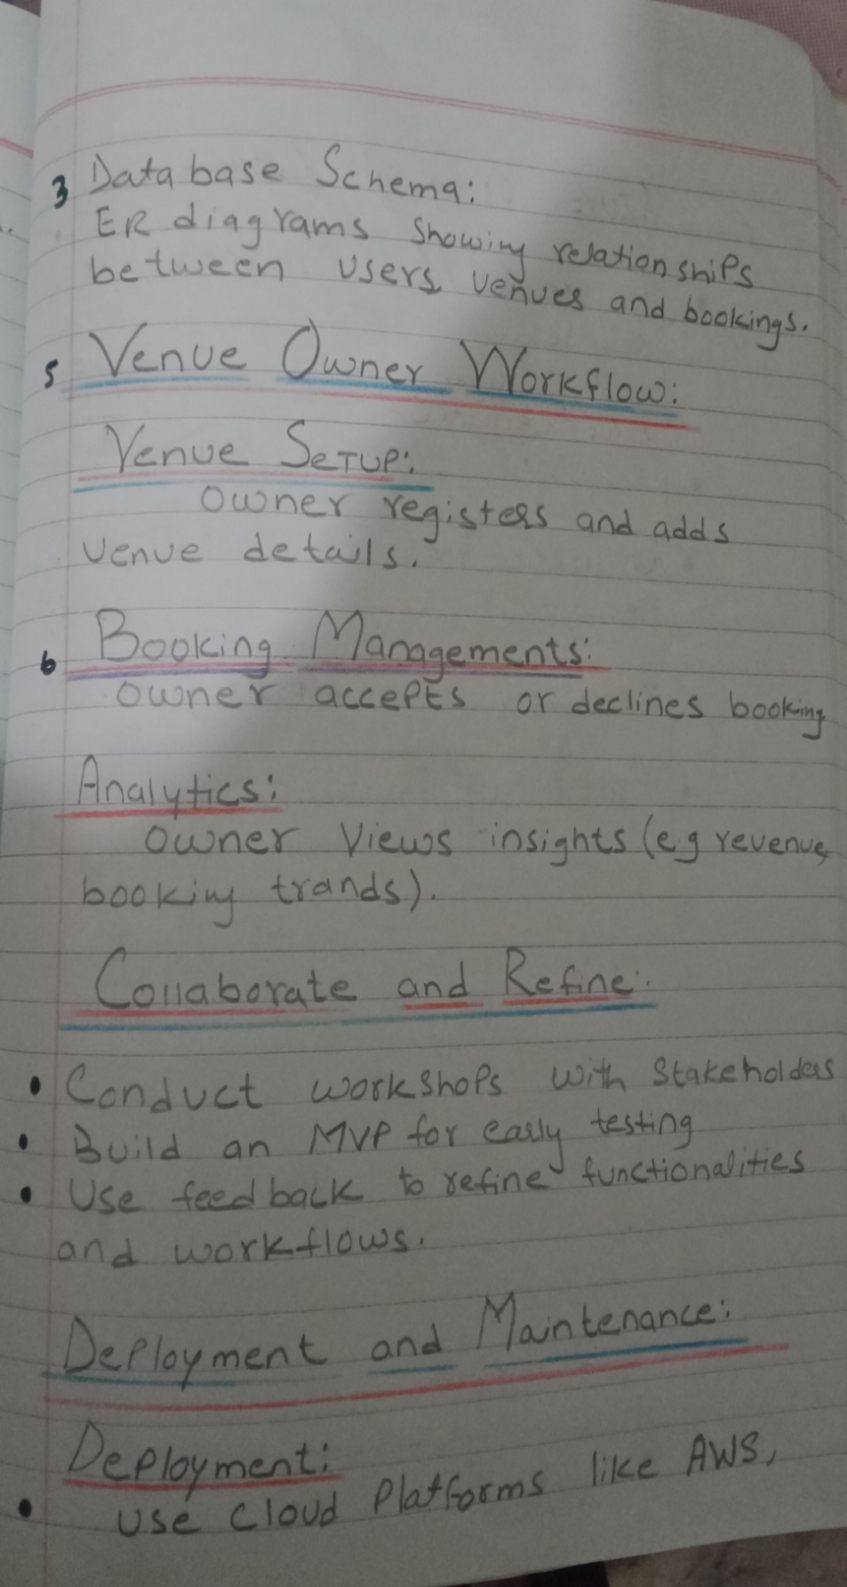 3 Database Schema:
ER diagrams showing relationships
between users, venues and bookings.
5 Venue Owner Workflow:
Venue SETUP:
owner registers and adds
venue details.
6 Booking Managements:
owner accepts or declines booking
Analytics:
owner views insights (e.g revenue,
booking trands).
Collaborate and Refine:
• Conduct workshops with stakeholders
• Build an MVP for early testing
• Use feedback to refine functionalities
and workflows.
Deployment and Maintenance:
Deployment:
• Use cloud platforms like AWS,